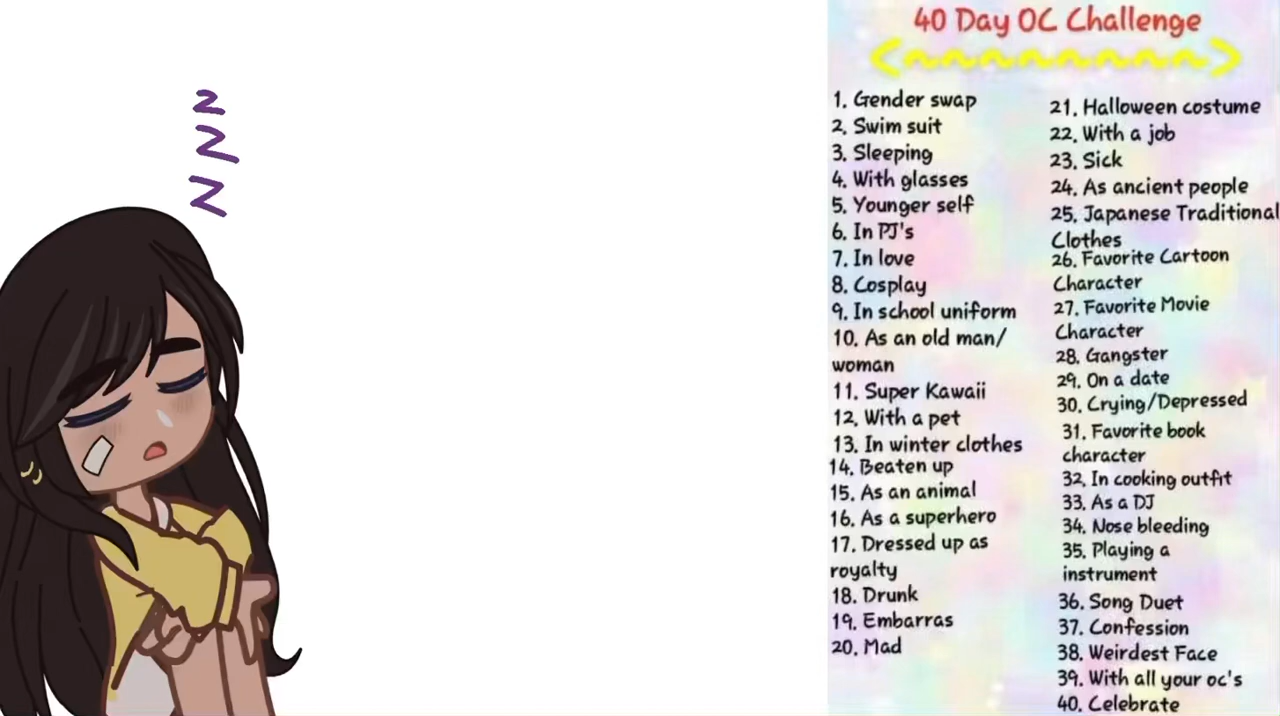 z
z
z
40 Day OC Challenge
1. Gender swap
2. Swim suit
3. Sleeping
4. With glasses
5. Younger self
6. In PJ's
7. In love
8. Cosplay
9. In school uniform
10. As an old man/
woman
11. Super Kawaii
12. With a pet
13. In winter clothes
14. Beaten up
15. As an animal
16. As a superhero
17. Dressed up as
royalty
18. Drunk
19. Embarras
20. Mad
21. Halloween costume
22. With a job
23. Sick
24. As ancient people
25. Japanese Traditional
Clothes
26. Favorite Cartoon
Character
27. Favorite Movie
Character
28. Gangster
29. On a date
30. Crying/Depressed
31. Favorite book
character
32. In cooking outfit
33. As a DJ
34. Nose bleeding
35. Playing a
instrument
36. Song Duet
37. Confession
38. Weirdest Face
39. With all your oc's
40. Celebrate